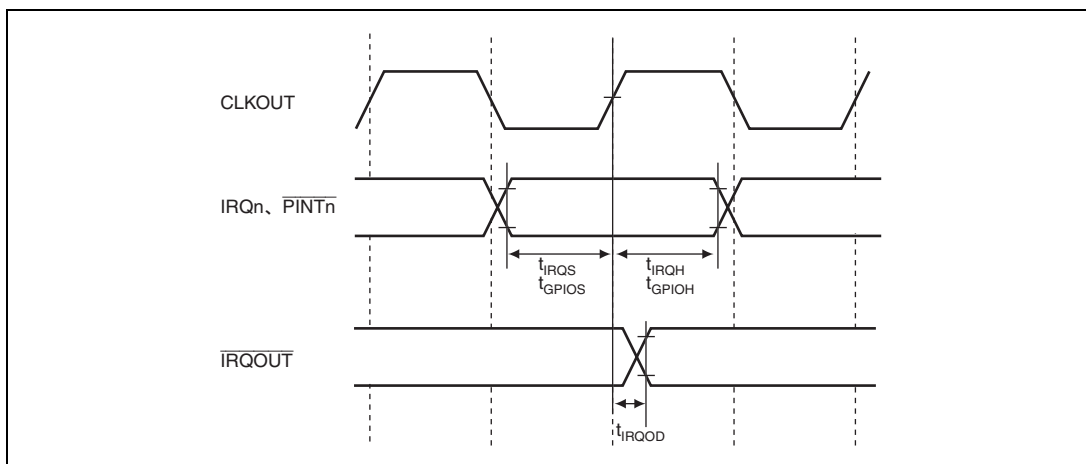 CLKOUT
IRQn、PINTn
tIRQS
tGPIOS
tIRQH
tGPIOH
IRQOUT
tIRQOD